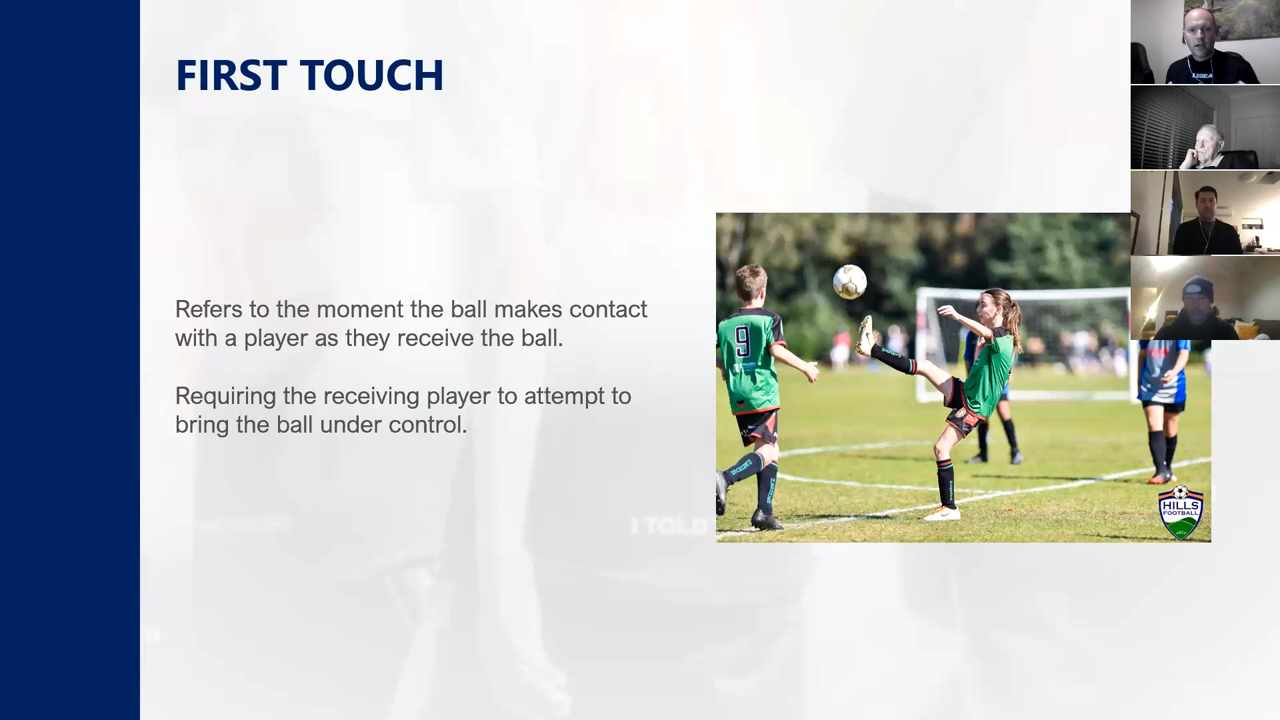 FIRST TOUCH
Refers to the moment the ball makes contact
with a player as they receive the ball.
Requiring the receiving player to attempt to
bring the ball under control.
9
HILLS
FOOTBALL
I TOLD